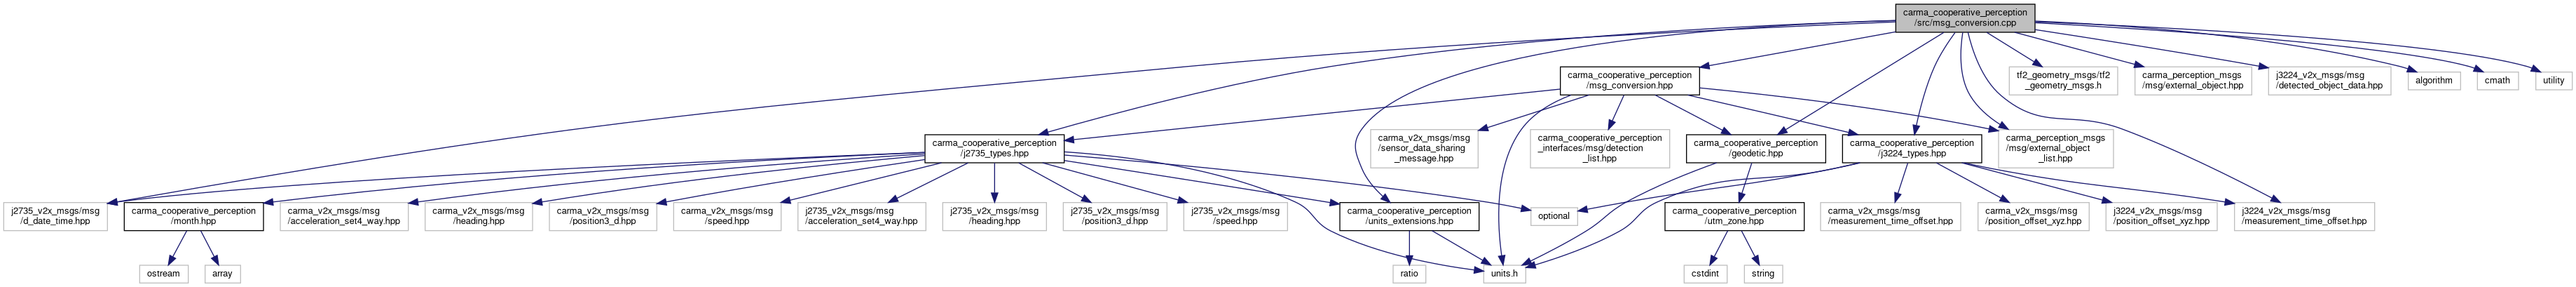 carma_cooperative_perception
/src/msg_conversion.cpp
carma_cooperative_perception
/msg_conversion.hpp
tf2_geometry_msgs/tf2
_geometry_msgs.h
carma_perception_msgs
/msg/external_object.hpp
j3224_v2x_msgs/msg
/detected_object_data.hpp
algorithm
cmath
utility
carma_cooperative_perception
/j2735_types.hpp
carma_v2x_msgs/msg
/sensor_data_sharing
_message.hpp
carma_cooperative_perception
_interfaces/msg/detection
_list.hpp
carma_cooperative_perception
/geodetic.hpp
carma_cooperative_perception
/j3224_types.hpp
carma_perception_msgs
/msg/external_object
_list.hpp
j2735_v2x_msgs/msg
/d_date_time.hpp
carma_cooperative_perception
/month.hpp
carma_v2x_msgs/msg
/acceleration_set4_way.hpp
carma_v2x_msgs/msg
/heading.hpp
carma_v2x_msgs/msg
/position3_d.hpp
carma_v2x_msgs/msg
/speed.hpp
j2735_v2x_msgs/msg
/acceleration_set4_way.hpp
j2735_v2x_msgs/msg
/heading.hpp
j2735_v2x_msgs/msg
/position3_d.hpp
j2735_v2x_msgs/msg
/speed.hpp
carma_cooperative_perception
/units_extensions.hpp
optional
carma_cooperative_perception
/utm_zone.hpp
carma_v2x_msgs/msg
/measurement_time_offset.hpp
carma_v2x_msgs/msg
/position_offset_xyz.hpp
j3224_v2x_msgs/msg
/position_offset_xyz.hpp
j3224_v2x_msgs/msg
/measurement_time_offset.hpp
ostream
array
ratio
units.h
cstdint
string